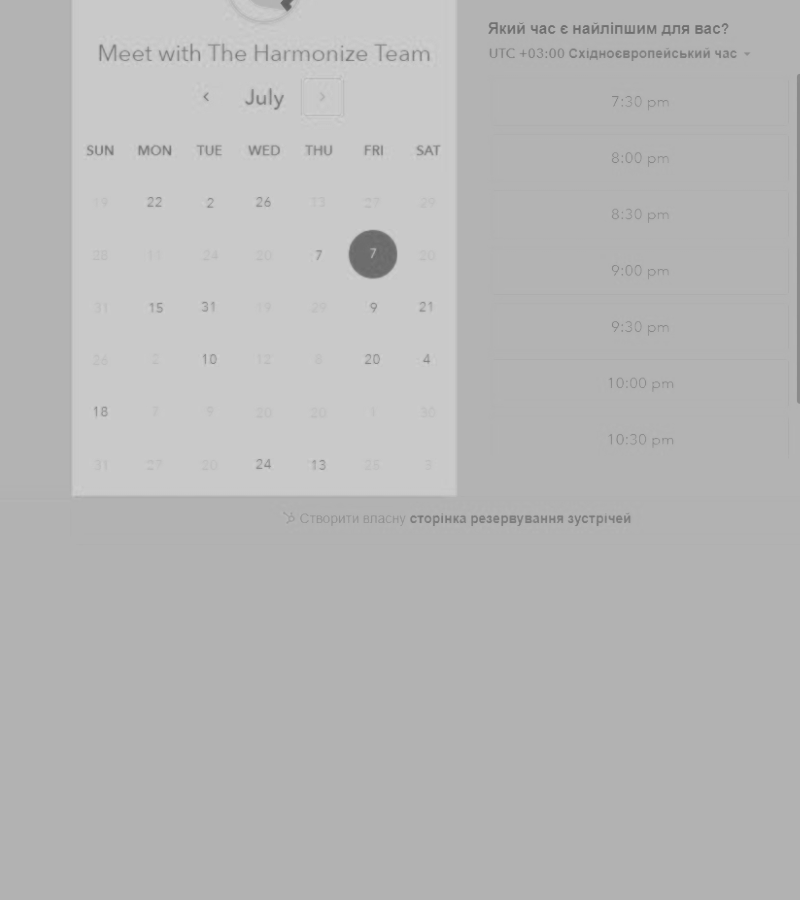 Meet with The Harmonize Team
July
SUN MON TUE WED THU FRI SAT
19 22 2 26 13 27 29
28 11 24 20 7 7 20
31 15 31 19 29 9 21
26 2 10 12 8 20 4
18 7 9 20 20 1 30
31 27 20 24 13 25 3
Який час є найліпшим для вас?
UTC +03:00 Східноєвропейський час
7:30 pm
8:00 pm
8:30 pm
9:00 pm
9:30 pm
10:00 pm
10:30 pm
Створити власну сторінка резервування зустрічей